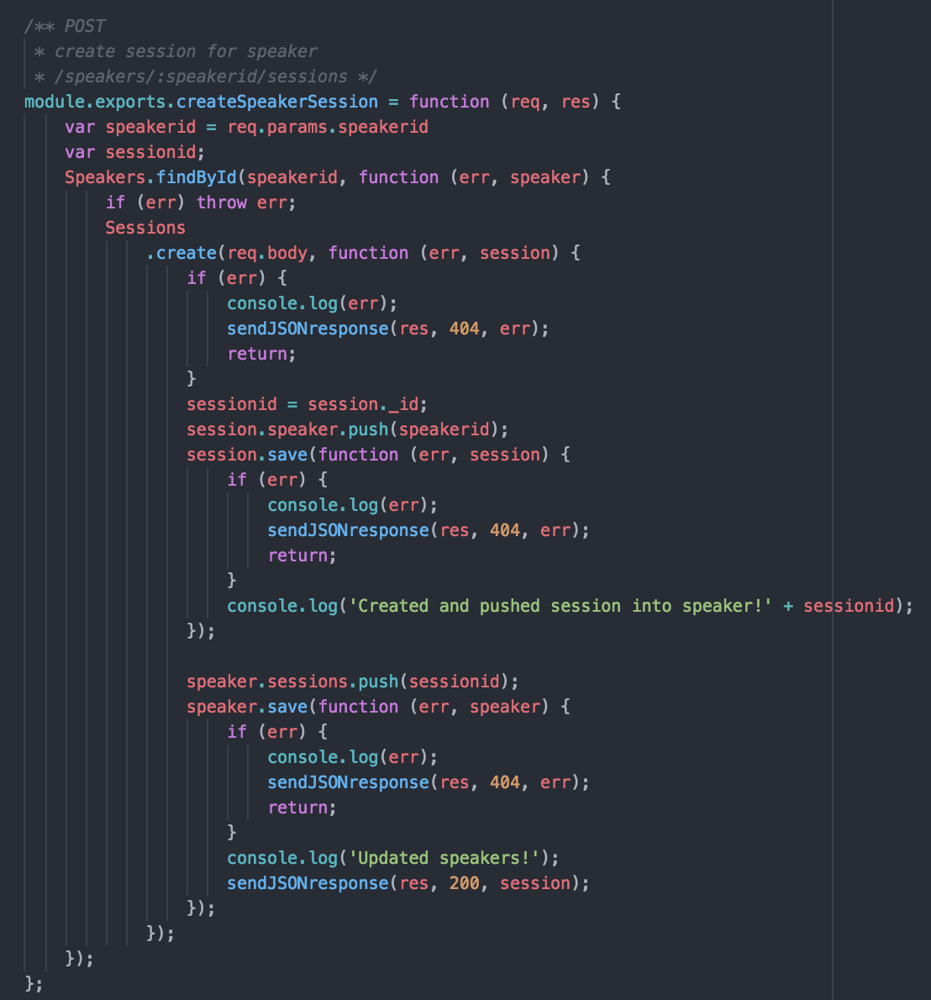 /** POST
 * create session for speaker
 * /speakers/:speakerid/sessions */
module.exports.createSpeakerSession = function (req, res) {
    var speakerid = req.params.speakerid
    var sessionid;
    Speakers.findById(speakerid, function (err, speaker) {
        if (err) throw err;
        Sessions
            .create(req.body, function (err, session) {
                if (err) {
                    console.log(err);
                    sendJSONresponse(res, 404, err);
                    return;
                }
                sessionid = session._id;
                session.speaker.push(speakerid);
                session.save(function (err, session) {
                    if (err) {
                        console.log(err);
                        sendJSONresponse(res, 404, err);
                        return;
                    }
                    console.log('Created and pushed session into speaker!' + sessionid);
                });

                speaker.sessions.push(sessionid);
                speaker.save(function (err, speaker) {
                    if (err) {
                        console.log(err);
                        sendJSONresponse(res, 404, err);
                        return;
                    }
                    console.log('Updated speakers!');
                    sendJSONresponse(res, 200, session);
                });
            });
    });
};